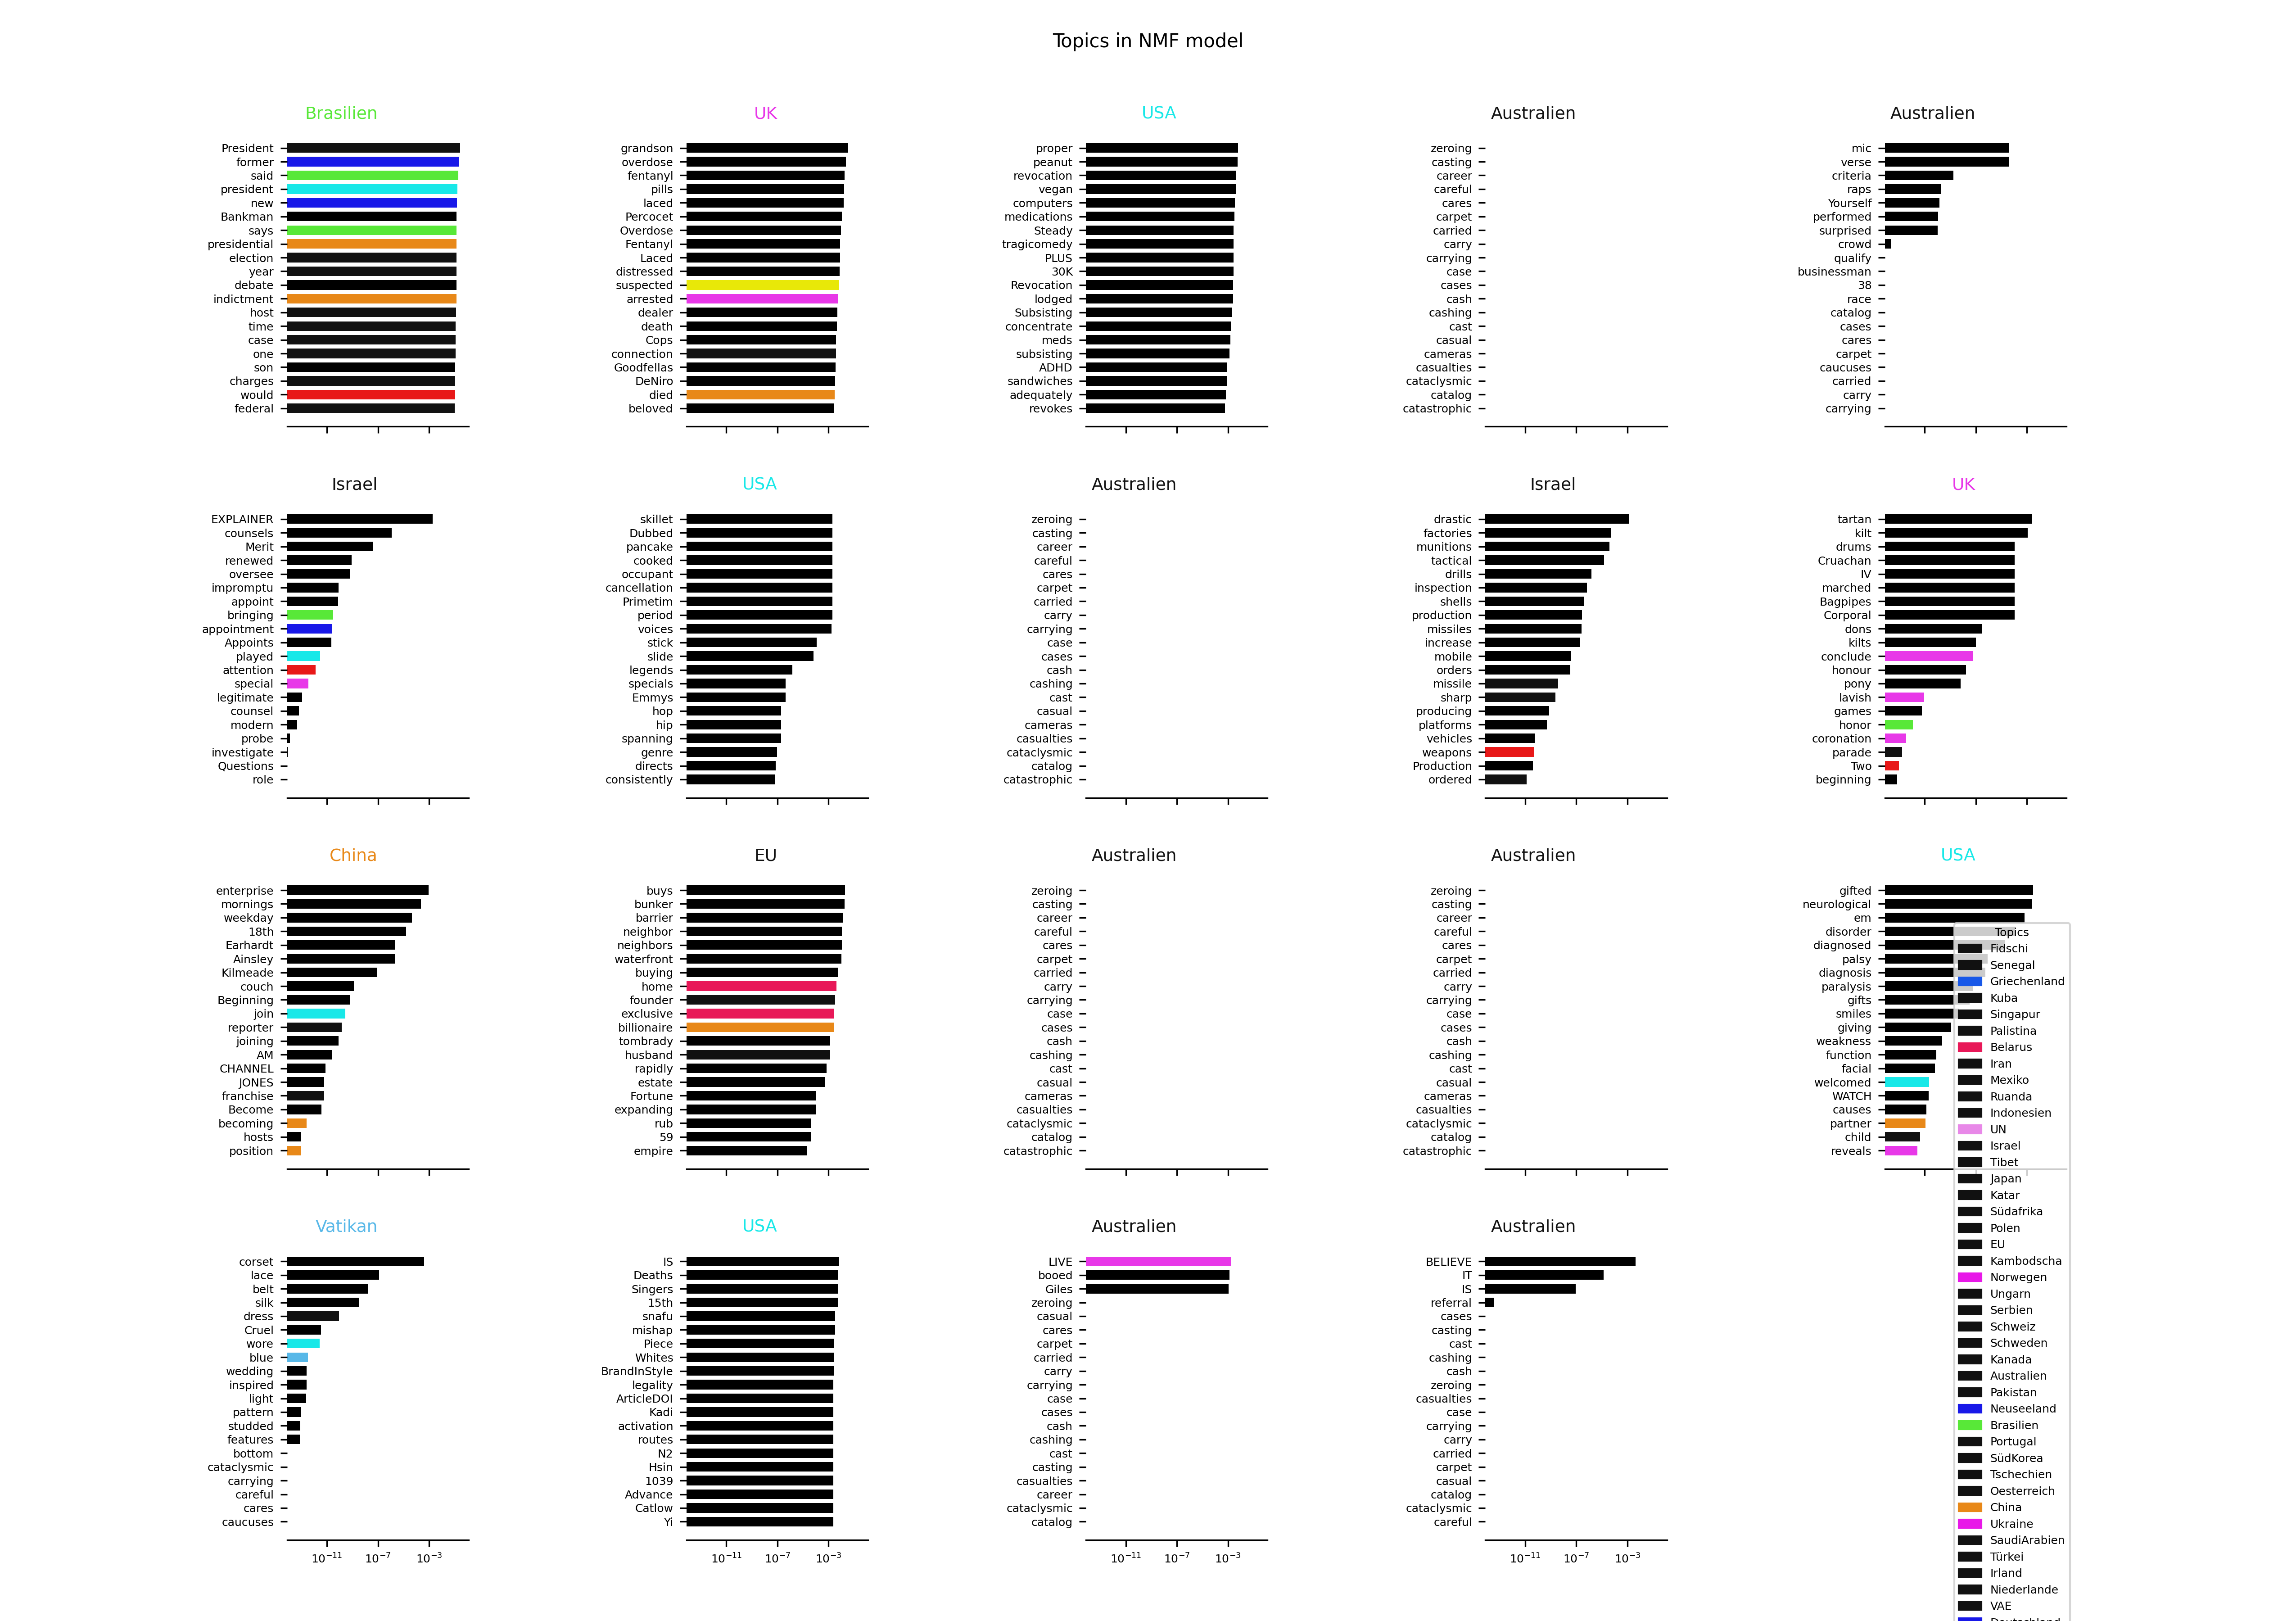 Topics in NMF model
Brasilien
President
former
said
president
new
Bankman
says
presidential
election
year
debate
indictment
host
time
case
one
son
charges
would
federal
UK
grandson
overdose
fentanyl
pills
laced
Percocet
Overdose
Fentanyl
Laced
distressed
suspected
arrested
dealer
death
Cops
connection
Goodfellas
DeNiro
died
beloved
USA
proper
peanut
revocation
vegan
computers
medications
Steady
tragicomedy
PLUS
30K
Revocation
lodged
Subsisting
concentrate
meds
subsisting
ADHD
sandwiches
adequately
revokes
Australien
zeroing
casting
career
careful
cares
carpet
carried
carry
carrying
case
cases
cash
cashing
cast
casual
cameras
casualties
cataclysmic
catalog
catastrophic
Australien
mic
verse
criteria
raps
Yourself
performed
surprised
crowd
qualify
businessman
38
race
catalog
cases
cares
carpet
caucuses
carried
carry
carrying
Israel
EXPLAINER
counsels
Merit
renewed
oversee
impromptu
appoint
bringing
appointment
Appoints
played
attention
special
legitimate
counsel
modern
probe
investigate
Questions
role
USA
skillet
Dubbed
pancake
cooked
occupant
cancellation
Primetim
period
voices
stick
slide
legends
specials
Emmys
hop
hip
spanning
genre
directs
consistently
Australien
zeroing
casting
career
careful
cares
carpet
carried
carry
carrying
case
cases
cash
cashing
cast
casual
cameras
casualties
cataclysmic
catalog
catastrophic
Israel
drastic
factories
munitions
tactical
drills
inspection
shells
production
missiles
increase
mobile
orders
missile
sharp
producing
platforms
vehicles
weapons
Production
ordered
UK
tartan
kilt
drums
Cruachan
IV
marched
Bagpipes
Corporal
dons
kilts
conclude
honour
pony
lavish
games
honor
coronation
parade
Two
beginning
China
enterprise
mornings
weekday
18th
Earhardt
Ainsley
Kilmeade
couch
Beginning
join
reporter
joining
AM
CHANNEL
JONES
franchise
Become
becoming
hosts
position
EU
buys
bunker
barrier
neighbor
neighbors
waterfront
buying
home
founder
exclusive
billionaire
tombrady
husband
rapidly
estate
Fortune
expanding
rub
59
empire
Australien
zeroing
casting
career
careful
cares
carpet
carried
carry
carrying
case
cases
cash
cashing
cast
casual
cameras
casualties
cataclysmic
catalog
catastrophic
Australien
zeroing
casting
career
careful
cares
carpet
carried
carry
carrying
case
cases
cash
cashing
cast
casual
cameras
casualties
cataclysmic
catalog
catastrophic
USA
gifted
neurological
em
disorder
diagnosed
palsy
diagnosis
paralysis
gifts
smiles
giving
weakness
function
facial
welcomed
WATCH
causes
partner
child
reveals
Vatikan
corset
lace
belt
silk
dress
Cruel
wore
blue
wedding
inspired
light
pattern
studded
features
bottom
cataclysmic
carrying
careful
cares
caucuses
10⁻¹¹ 10⁻⁷ 10⁻³
USA
IS
Deaths
Singers
15th
snafu
mishap
Piece
Whites
BrandInStyle
legality
ArticleDOI
Kadi
activation
routes
N2
Hsin
1039
Advance
Catlow
Yi
10⁻¹¹ 10⁻⁷ 10⁻³
Australien
LIVE
booed
Giles
zeroing
casual
cares
carpet
carried
carry
carrying
case
cases
cash
cashing
cast
casting
casualties
career
cataclysmic
catalog
10⁻¹¹ 10⁻⁷ 10⁻³
Australien
BELIEVE
IT
IS
referral
cases
casting
cast
cashing
cash
zeroing
casualties
case
carrying
carry
carried
carpet
casual
catalog
cataclysmic
careful
10⁻¹¹ 10⁻⁷ 10⁻³
Topics
Fidschi
Senegal
Griechenland
Kuba
Singapur
Palistina
Belarus
Iran
Mexiko
Ruanda
Indonesien
UN
Israel
Tibet
Japan
Katar
Südafrika
Polen
EU
Kambodscha
Norwegen
Ungarn
Serbien
Schweiz
Schweden
Kanada
Australien
Pakistan
Neuseeland
Brasilien
Portugal
SüdKorea
Tschechien
Oesterreich
China
Ukraine
SaudiArabien
Türkei
Irland
Niederlande
VAE